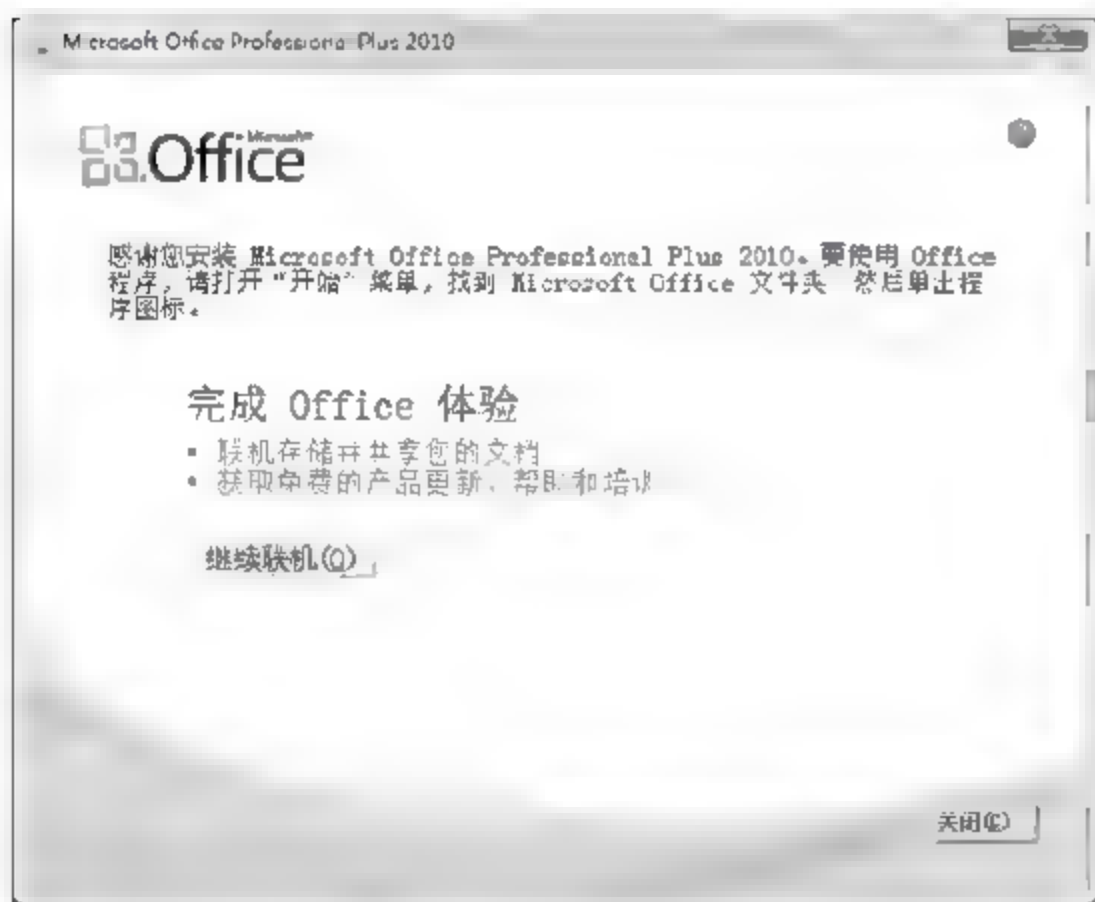 Microsoft Office Professional Plus 2010
Microsoft
Office
感谢您安装 Microsoft Office Professional Plus 2010。要使用 Office
程序，请打开“开始”菜单，找到 Microsoft Office 文件夹 然后单击程
序图标。
完成 Office 体验
• 联机存储并共享您的文档
• 获取免费的产品更新、帮助和培训
继续联机(O)
关闭(C)